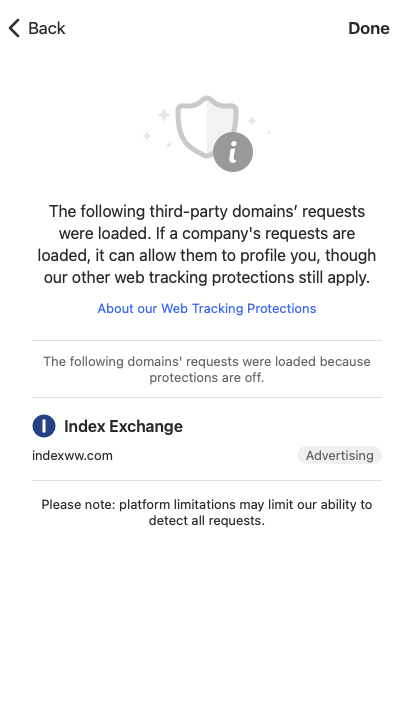 Back
Done
The following third-party domains’ requests
were loaded. If a company's requests are
loaded, it can allow them to profile you, though
our other web tracking protections still apply.
About our Web Tracking Protections
The following domains' requests were loaded because
protections are off.
Index Exchange
indexww.com
Advertising
Please note: platform limitations may limit our ability to
detect all requests.